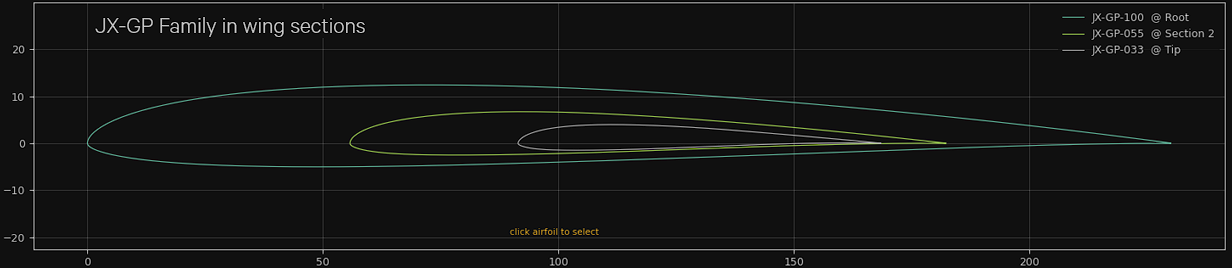 JX-GP Family in wing sections
JX-GP-100 @ Root
JX-GP-055 @ Section 2
JX-GP-033 @ Tip
20
10
0
−10
−20
click airfoil to select
0
50
100
150
200